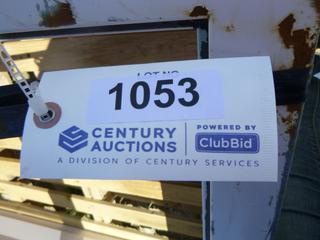 LOT NO.
1053
CENTURY
AUCTIONS
POWERED BY
ClubBid
A DIVISION OF CENTURY SERVICES